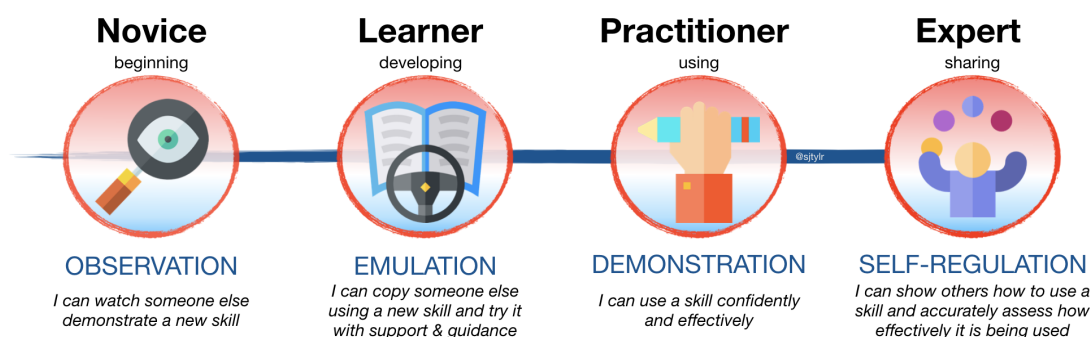 Novice
beginning
OBSERVATION
I can watch someone else
demonstrate a new skill
Learner
developing
EMULATION
I can copy someone else
using a new skill and try it
with support & guidance
Practitioner
using
DEMONSTRATION
I can use a skill confidently
and effectively
@sjtylr
Expert
sharing
SELF-REGULATION
I can show others how to use a
skill and accurately assess how
effectively it is being used